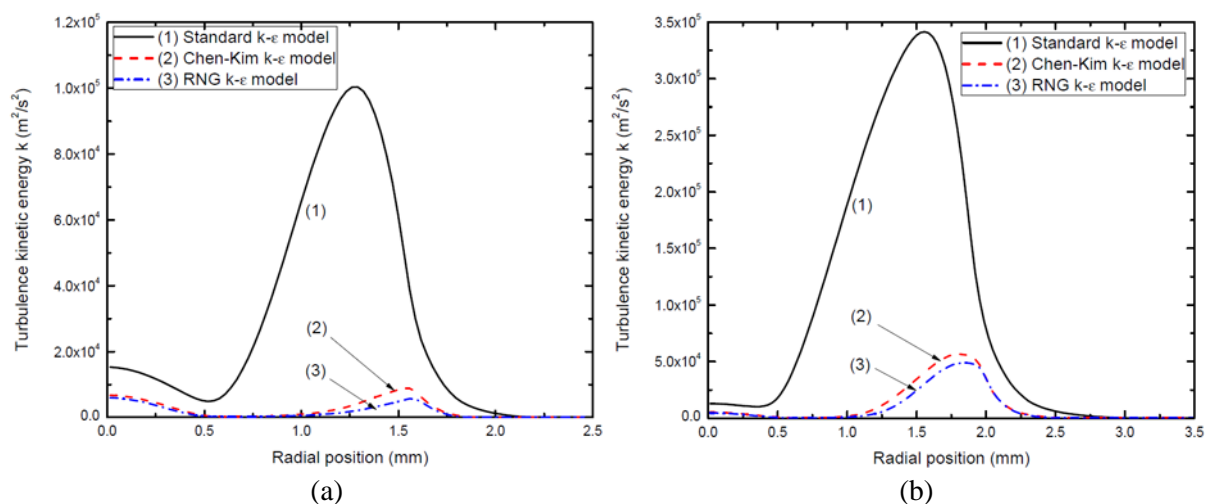 1.2x10⁵
1.0x10⁵
8.0x10⁴
6.0x10⁴
4.0x10⁴
2.0x10⁴
0.0
Turbulence kinetic energy k (m²/s²)
(1) Standard k-ε model
(2) Chen-Kim k-ε model
(3) RNG k-ε model
(1)
(2)
(3)
0.0 0.5 1.0 1.5 2.0 2.5
Radial position (mm)
(a)
3.5x10⁵
3.0x10⁵
2.5x10⁵
2.0x10⁵
1.5x10⁵
1.0x10⁵
5.0x10⁴
0.0
Turbulence kinetic energy k (m²/s²)
(1) Standard k-ε model
(2) Chen-Kim k-ε model
(3) RNG k-ε model
(1)
(2)
(3)
0.0 0.5 1.0 1.5 2.0 2.5 3.0 3.5
Radial position (mm)
(b)